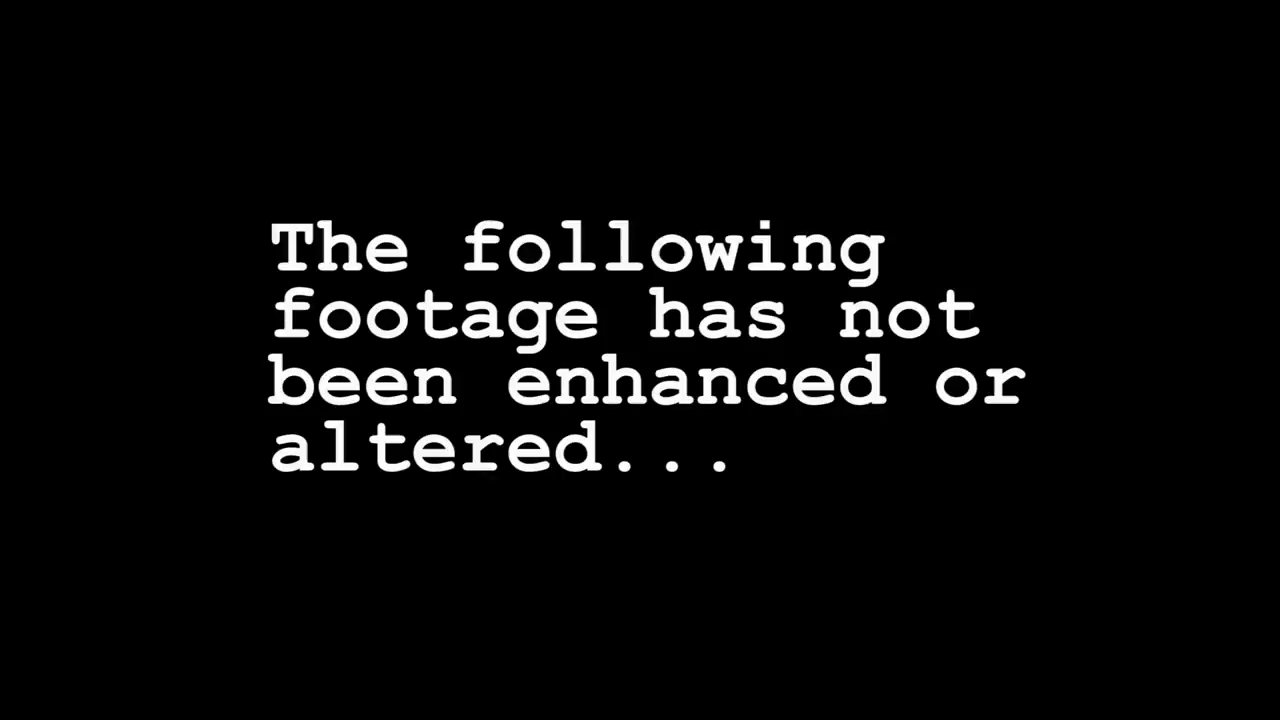 The following
footage has not
been enhanced or
altered...